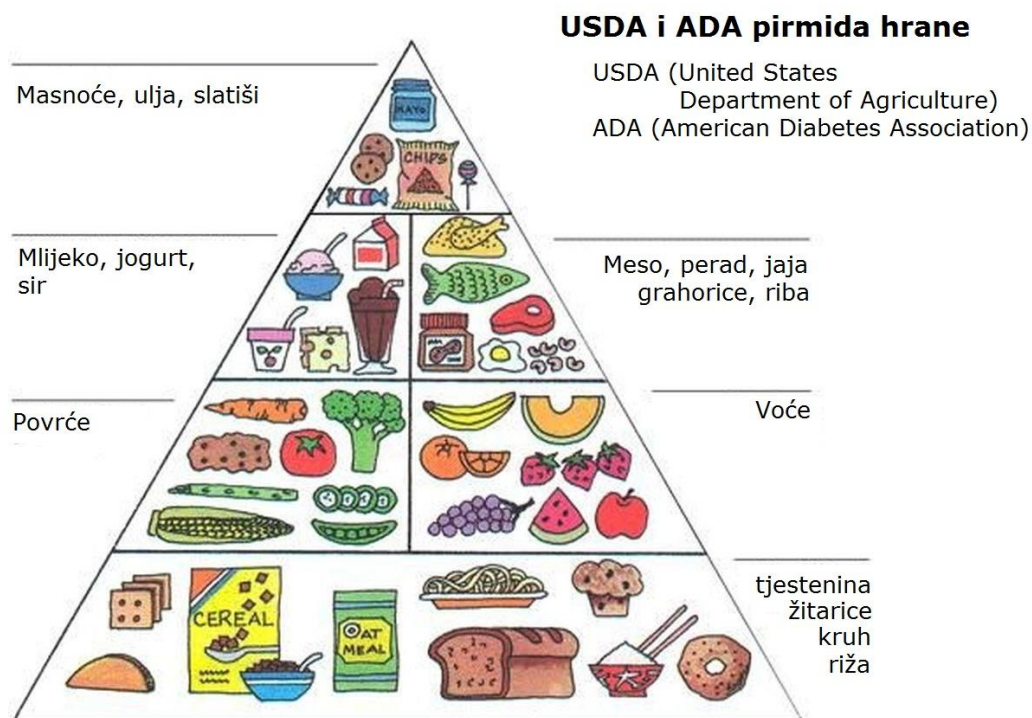 USDA i ADA pirmida hrane
USDA (United States
Department of Agriculture)
ADA (American Diabetes Association)
Masnoće, ulja, slatiši
MAYO
CHIPS
Mlijeko, jogurt,
sir
Meso, perad, jaja
grahorice, riba
Povrće
Voće
tjestenina
žitarice
kruh
riža
CEREAL
OAT
MEAL